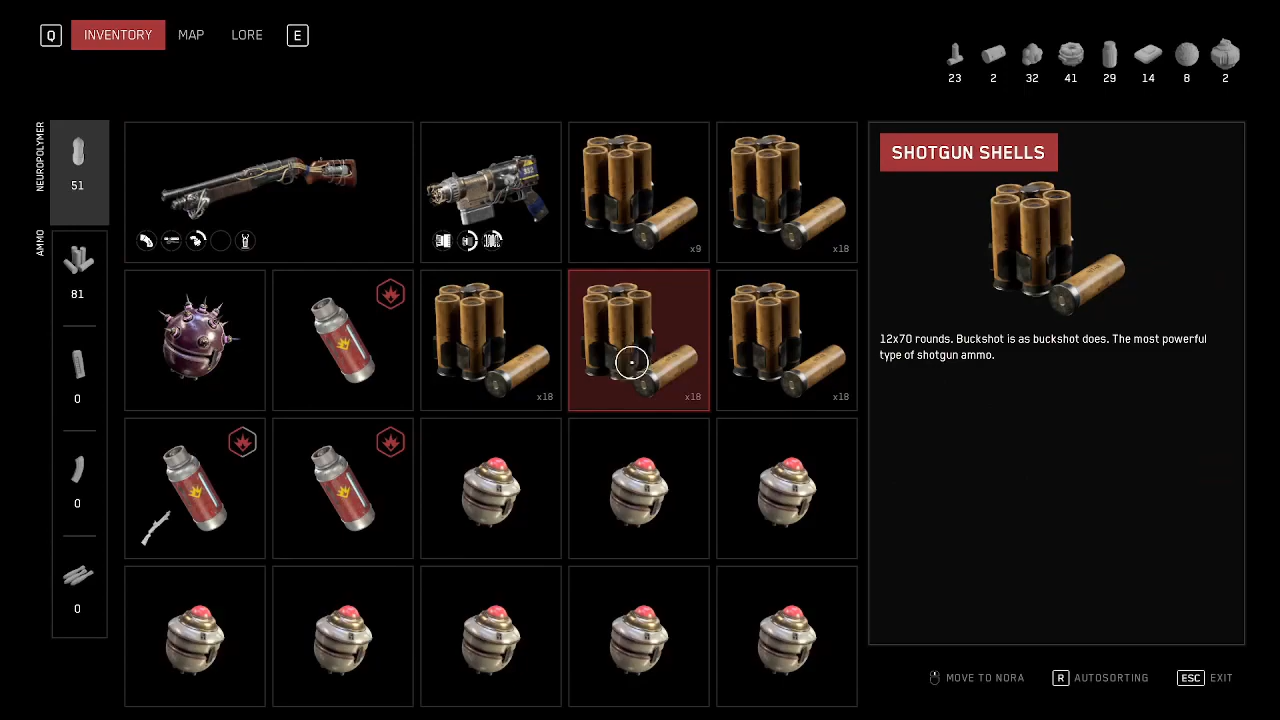 Q INVENTORY MAP LORE E
23 2 32 41 29 14 8 2
NEUROPOLYMER
51
AMMO
81
0
0
0
x9
x18
x18
x18
x18
SHOTGUN SHELLS
12x70 rounds. Buckshot is as buckshot does. The most powerful
type of shotgun ammo.
MOVE TO NORA R AUTOSORTING ESC EXIT